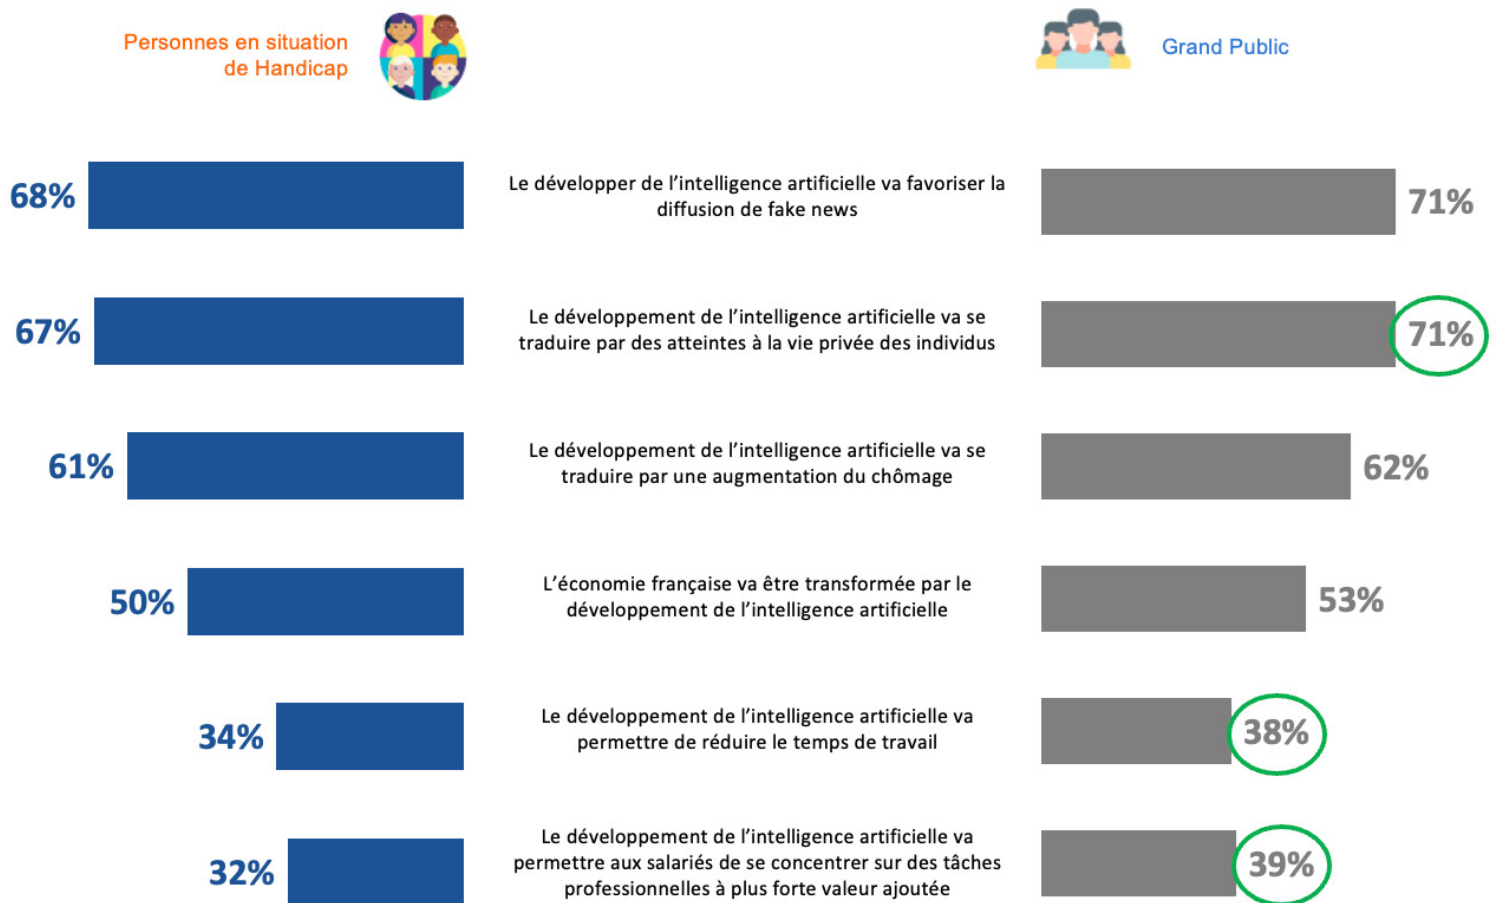 Personnes en situation
de Handicap
Grand Public
68%
Le développer de l’intelligence artificielle va favoriser la
diffusion de fake news
71%
67%
Le développement de l’intelligence artificielle va se
traduire par des atteintes à la vie privée des individus
71%
61%
Le développement de l’intelligence artificielle va se
traduire par une augmentation du chômage
62%
50%
L’économie française va être transformée par le
développement de l’intelligence artificielle
53%
34%
Le développement de l’intelligence artificielle va
permettre de réduire le temps de travail
38%
32%
Le développement de l’intelligence artificielle va
permettre aux salariés de se concentrer sur des tâches
professionnelles à plus forte valeur ajoutée
39%